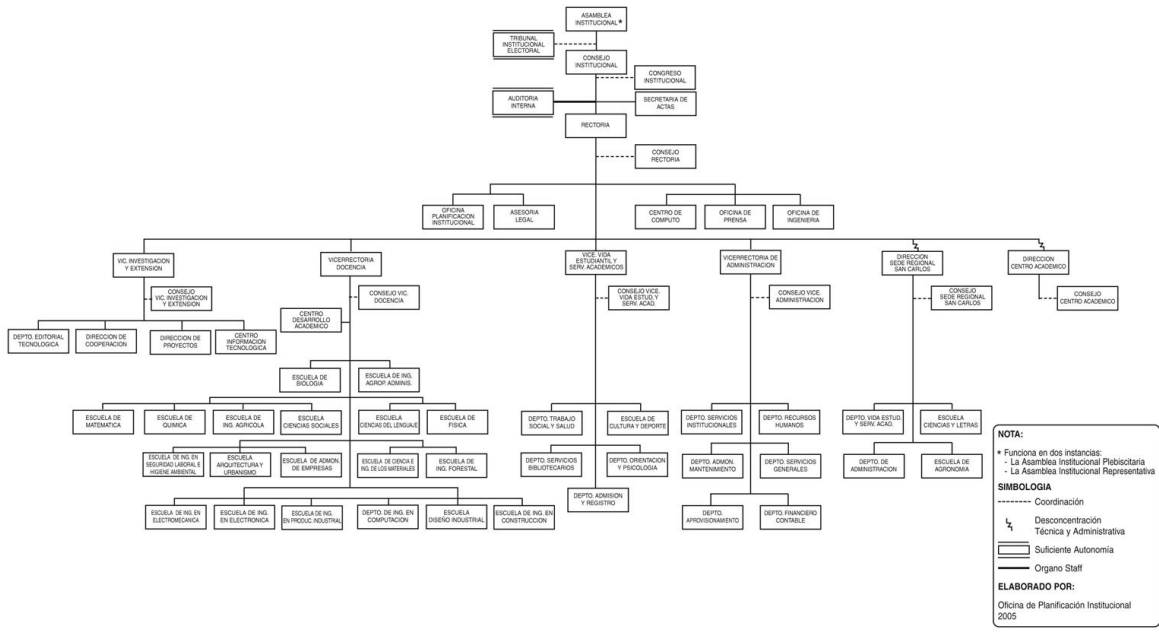 ASAMBLEA
INSTITUCIONAL*
TRIBUNAL
INSTITUCIONAL
ELECTORAL
CONSEJO
INSTITUCIONAL
CONGRESO
INSTITUCIONAL
AUDITORIA
INTERNA
SECRETARIA DE
ACTAS
RECTORIA
CONSEJO
RECTORIA
OFICINA
PLANIFICACION
INSTITUCIONAL
ASESORIA
LEGAL
CENTRO DE
COMPUTO
OFICINA DE
PRENSA
OFICINA DE
INGENIERIA
VIC. INVESTIGACION
Y EXTENSION
VICERRECTORIA
DOCENCIA
VICE. VIDA
ESTUDIANTIL Y
SERV. ACADEMICOS
VICERRECTORIA DE
ADMINISTRACION
DIRECCION
SEDE REGIONAL
SAN CARLOS
DIRECCION
CENTRO ACADEMICO
CONSEJO
VIC. INVESTIGACION
Y EXTENSION
CONSEJO VIC.
DOCENCIA
CONSEJO VICE.
VIDA ESTUD. Y
SERV. ACAD.
CONSEJO VICE.
ADMINISTRACION
CONSEJO
SEDE REGIONAL
SAN CARLOS
CONSEJO
CENTRO ACADEMICO
CENTRO
DESARROLLO
ACADEMICO
DEPTO. EDITORIAL
TECNOLOGICA
DIRECCION DE
COOPERACION
DIRECCION DE
PROYECTOS
CENTRO
INFORMACION
TECNOLOGICA
ESCUELA DE
BIOLOGIA
ESCUELA DE ING.
AGROP. ADMINIS.
ESCUELA DE
MATEMATICA
ESCUELA DE
QUIMICA
ESCUELA DE
ING. AGRICOLA
ESCUELA
CIENCIAS SOCIALES
ESCUELA
CIENCIAS DEL LENGUAJE
ESCUELA DE
FISICA
DEPTO. TRABAJO
SOCIAL Y SALUD
ESCUELA DE
CULTURA Y DEPORTE
DEPTO. SERVICIOS
INSTITUCIONALES
DEPTO. RECURSOS
HUMANOS
DEPTO. VIDA ESTUD.
Y SERV. ACAD.
ESCUELA
CIENCIAS Y LETRAS
ESCUELA DE ING. EN
SEGURIDAD LABORAL E
HIGIENE AMBIENTAL
ESCUELA
ARQUITECTURA Y
URBANISMO
ESCUELA DE ADMON.
DE EMPRESAS
ESCUELA DE CIENCIA E
ING. DE LOS MATERIALES
ESCUELA DE
ING. FORESTAL
DEPTO. SERVICIOS
BIBLIOTECARIOS
DEPTO. ORIENTACION
Y PSICOLOGIA
DEPTO. ADMON.
MANTENIMIENTO
DEPTO. SERVICIOS
GENERALES
DEPTO. DE
ADMINISTRACION
ESCUELA DE
AGRONOMIA
DEPTO. ADMISION
Y REGISTRO
ESCUELA DE ING. EN
ELECTROMECANICA
ESCUELA DE ING.
EN ELECTRONICA
ESCUELA DE ING.
EN PRODUC. INDUSTRIAL
DEPTO. DE ING. EN
COMPUTACION
ESCUELA
DISEÑO INDUSTRIAL
ESCUELA DE ING. EN
CONSTRUCCION
DEPTO.
APROVISIONAMIENTO
DEPTO. FINANCIERO
CONTABLE
NOTA:
* Funciona en dos instancias:
- La Asamblea Institucional Plebiscitaria
- La Asamblea Institucional Representativa
SIMBOLOGIA
Coordinación
Desconcentración
Técnica y Administrativa
Suficiente Autonomía
Organo Staff
ELABORADO POR:
Oficina de Planificación Institucional
2005